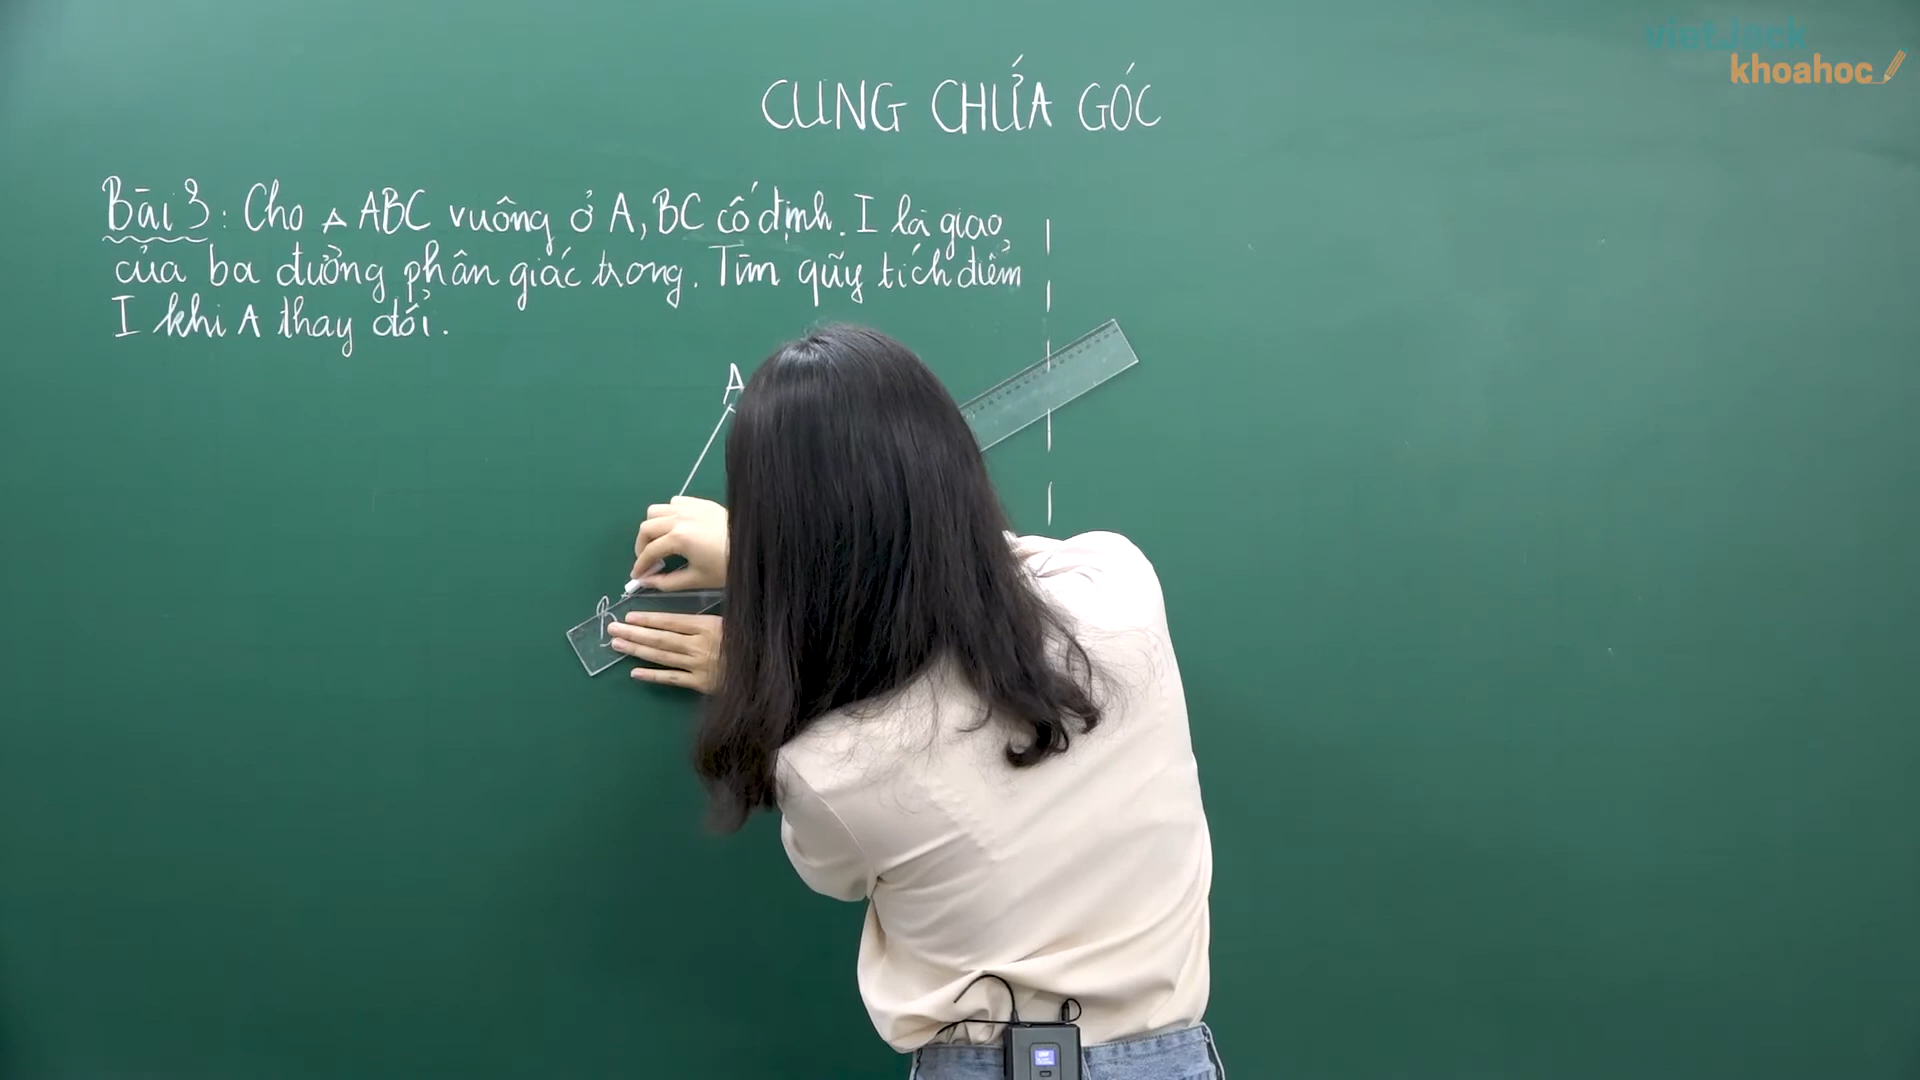 vietJack
khoahoc
CUNG CHỨA GÓC
Bài 3: Cho △ ABC vuông ở A, BC cố định. I là giao
của ba đường phân giác trong. Tìm qũy tích điểm
I khi A thay đổi.
A
B